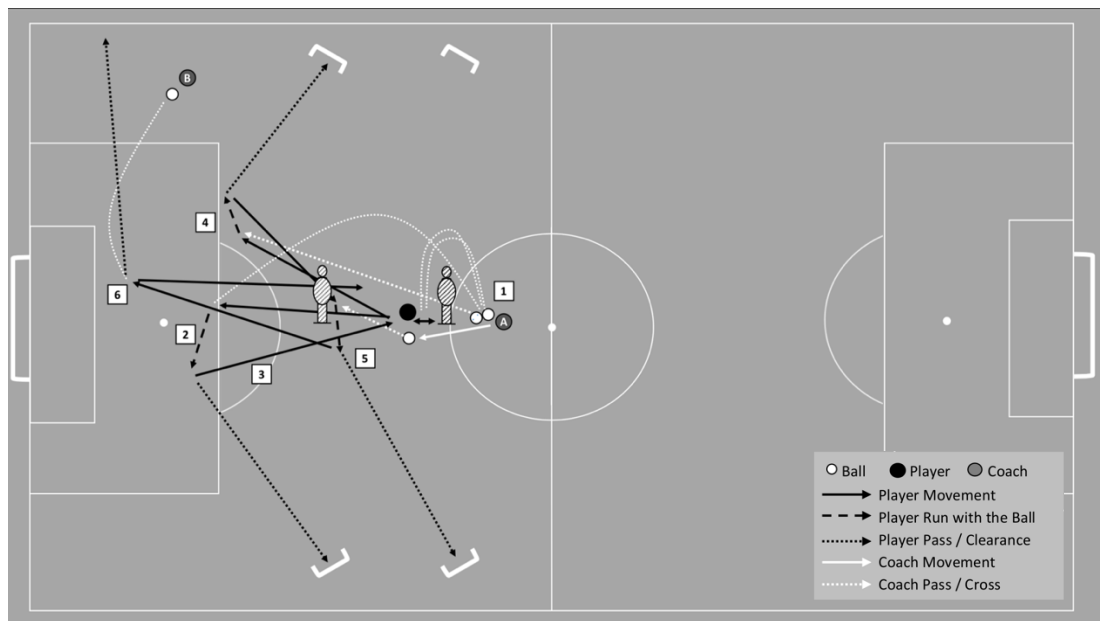 B
4
1
A
6
2
5
3
Ball Player Coach
Player Movement
Player Run with the Ball
Player Pass / Clearance
Coach Movement
Coach Pass / Cross